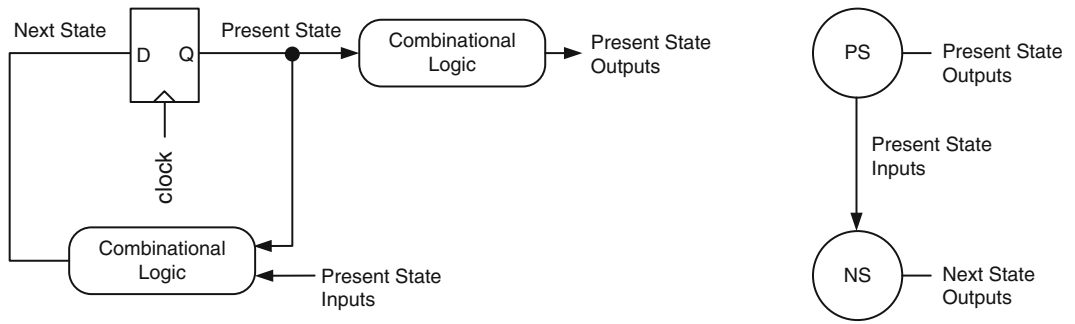 Next State
D
Q
Present State
Combinational
Logic
Present State
Outputs
clock
Combinational
Logic
Present State
Inputs
PS
Present State
Outputs
Present State
Inputs
NS
Next State
Outputs